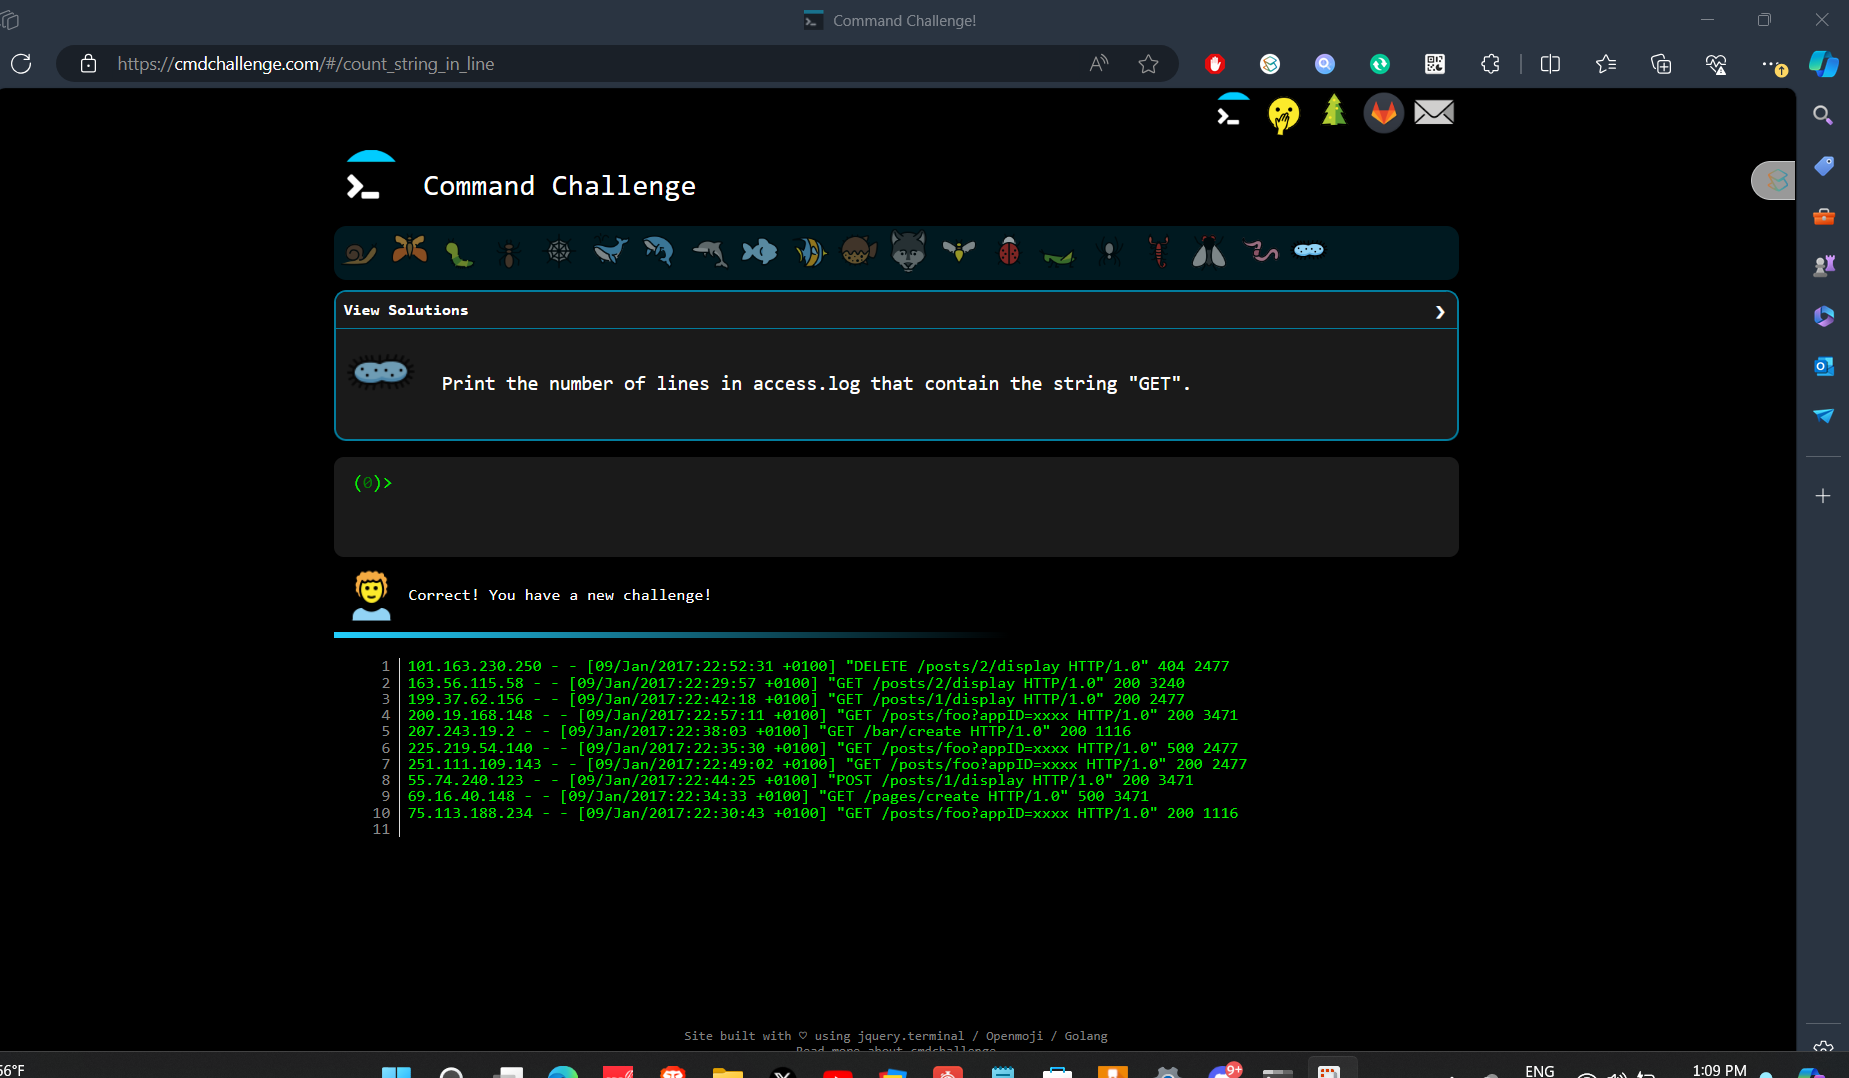 Command Challenge!
https://cmdchallenge.com/#/count_string_in_line
Command Challenge
View Solutions
Print the number of lines in access.log that contain the string "GET".
(0)>
Correct! You have a new challenge!
1 101.163.230.250 - - [09/Jan/2017:22:52:31 +0100] "DELETE /posts/2/display HTTP/1.0" 404 2477
2 163.56.115.58 - - [09/Jan/2017:22:29:57 +0100] "GET /posts/2/display HTTP/1.0" 200 3240
3 199.37.62.156 - - [09/Jan/2017:22:42:18 +0100] "GET /posts/1/display HTTP/1.0" 200 2477
4 200.19.168.148 - - [09/Jan/2017:22:57:11 +0100] "GET /posts/foo?appID=xxxx HTTP/1.0" 200 3471
5 207.243.19.2 - - [09/Jan/2017:22:38:03 +0100] "GET /bar/create HTTP/1.0" 200 1116
6 225.219.54.140 - - [09/Jan/2017:22:35:30 +0100] "GET /posts/foo?appID=xxxx HTTP/1.0" 500 2477
7 251.111.109.143 - - [09/Jan/2017:22:49:02 +0100] "GET /posts/foo?appID=xxxx HTTP/1.0" 200 2477
8 55.74.240.123 - - [09/Jan/2017:22:44:25 +0100] "POST /posts/1/display HTTP/1.0" 200 3471
9 69.16.40.148 - - [09/Jan/2017:22:34:33 +0100] "GET /pages/create HTTP/1.0" 500 3471
10 75.113.188.234 - - [09/Jan/2017:22:30:43 +0100] "GET /posts/foo?appID=xxxx HTTP/1.0" 200 1116
11
Site built with ♡ using jquery.terminal / Openmoji / Golang
Read more about cmdchallenge
56°F
9+
ENG
1:09 PM